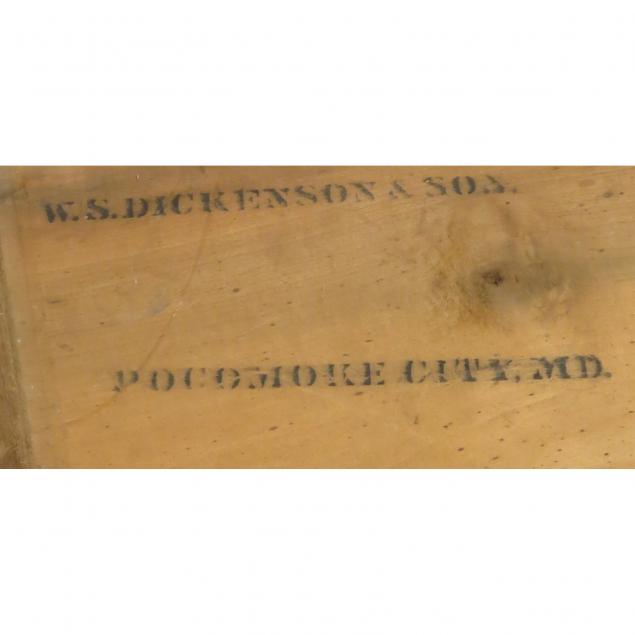 W.S. DICKENSON & SON.
POCOMOKE CITY, MD.